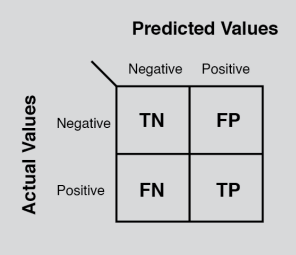 Predicted Values
Negative Positive
Actual Values
Negative TN FP
Positive FN TP